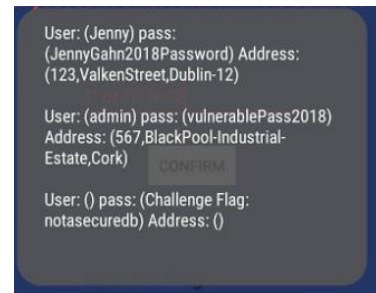 User: (Jenny) pass:
(JennyGahn2018Password) Address:
(123,ValkenStreet,Dublin-12)
User: (admin) pass: (vulnerablePass2018)
Address: (567,BlackPool-Industrial-
Estate,Cork)
CONFIRM
User: () pass: (Challenge Flag:
notasecuredb) Address: ()